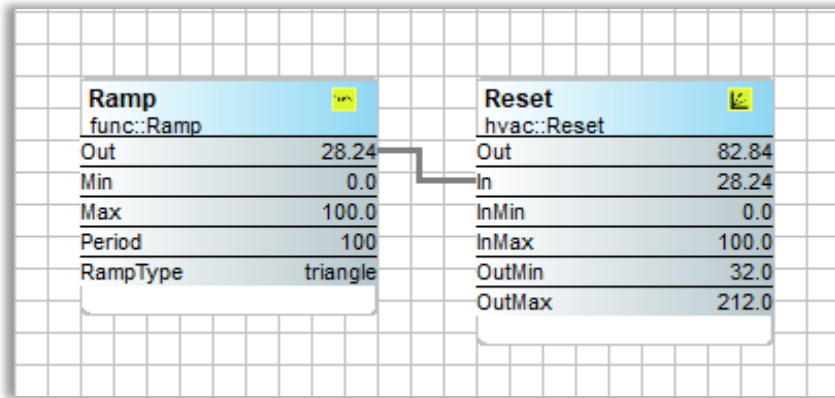 Ramp
func::Ramp
Out 28.24
Min 0.0
Max 100.0
Period 100
RampType triangle
Reset
hvac::Reset
Out 82.84
In 28.24
InMin 0.0
InMax 100.0
OutMin 32.0
OutMax 212.0